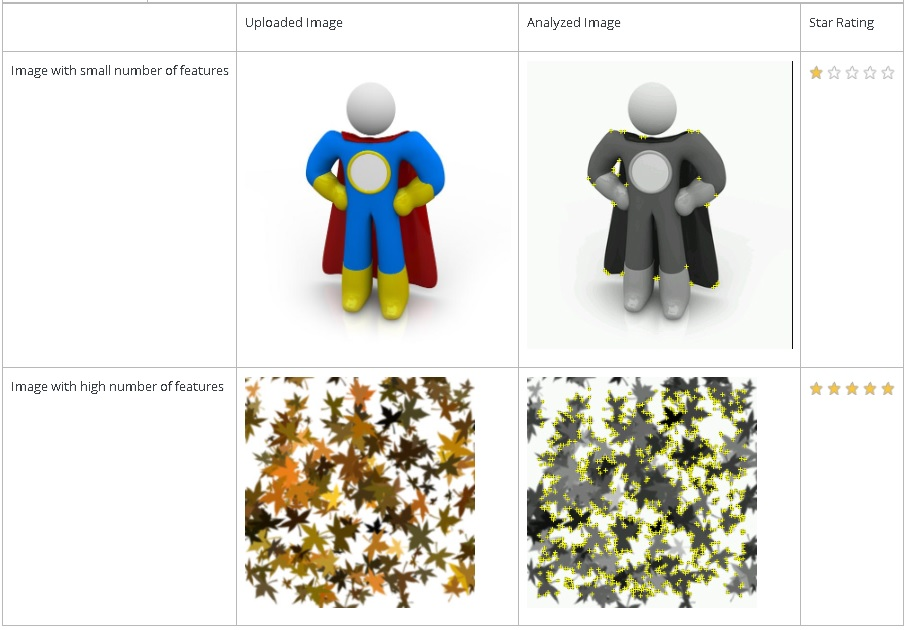 Uploaded Image
Analyzed Image
Star Rating
Image with small number of features
Image with high number of features